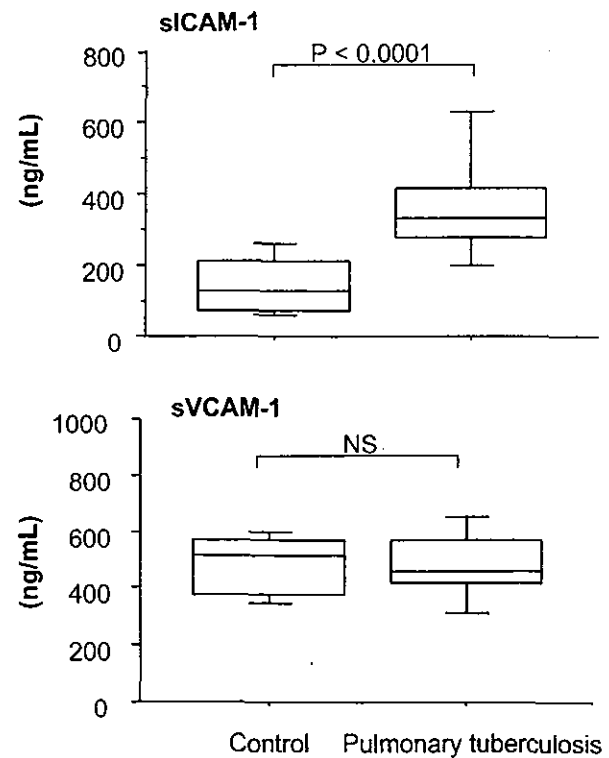 sICAM-1
800
P < 0.0001
600
(ng/mL)
400
200
0
sVCAM-1
1000
NS
800
600
(ng/mL)
400
200
0
Control Pulmonary tuberculosis